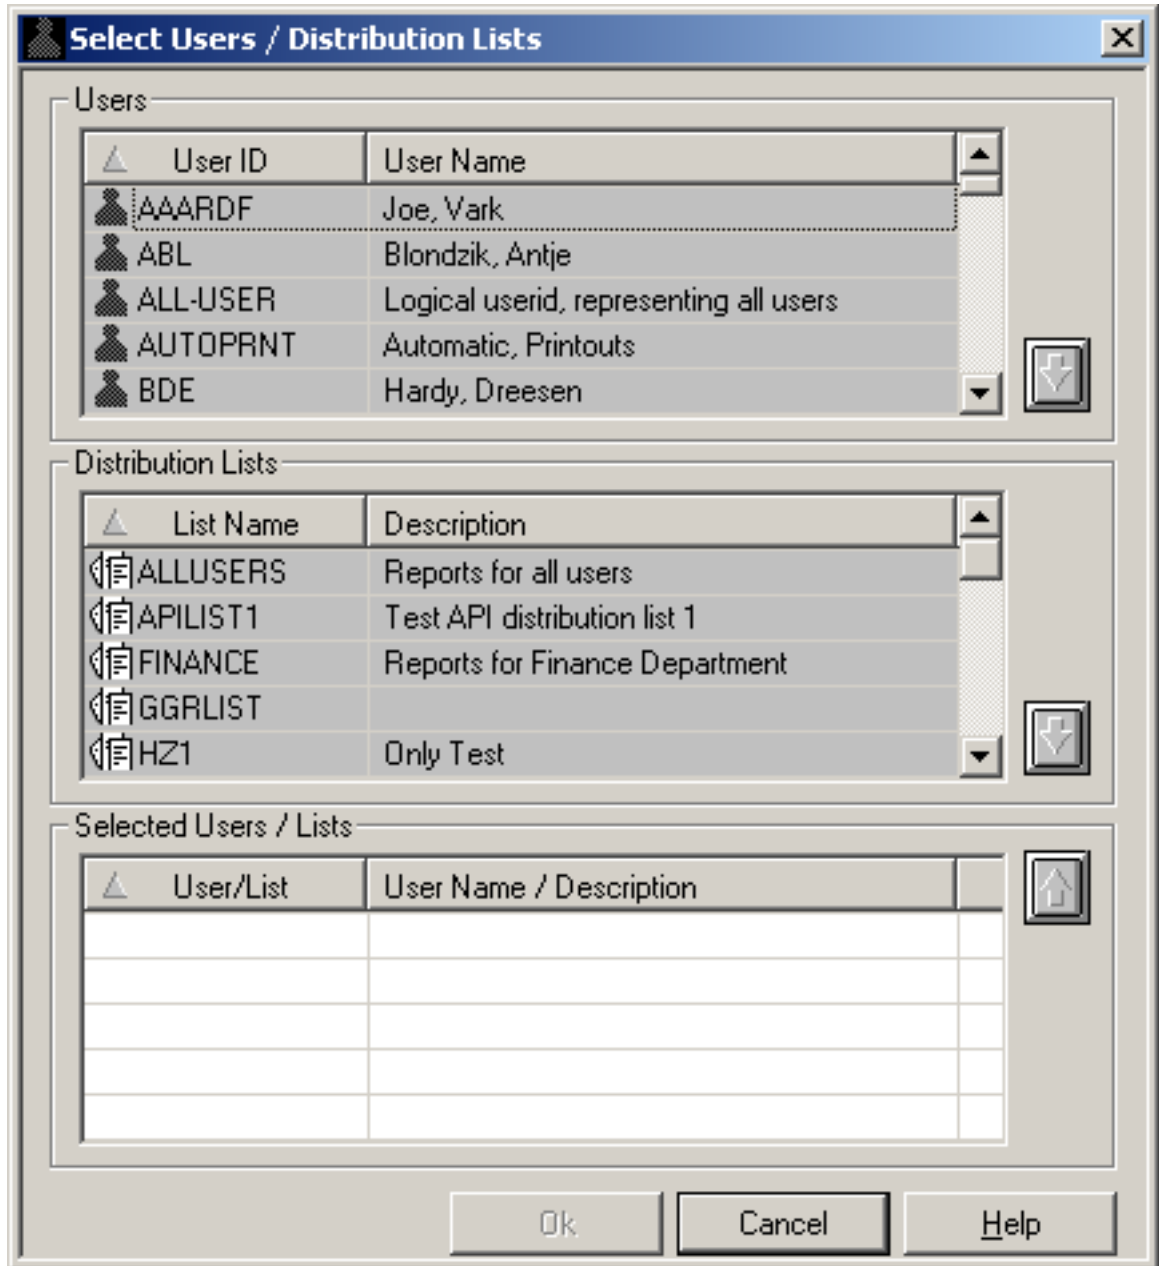 Select Users / Distribution Lists
Users
User ID User Name
AAARDF Joe, Vark
ABL Blondzik, Antje
ALL-USER Logical userid, representing all users
AUTOPRNT Automatic, Printouts
BDE Hardy, Dreesen
Distribution Lists
List Name Description
ALLUSERS Reports for all users
APILIST1 Test API distribution list 1
FINANCE Reports for Finance Department
GGRLIST
HZ1 Only Test
Selected Users / Lists
User/List User Name / Description
Ok Cancel Help